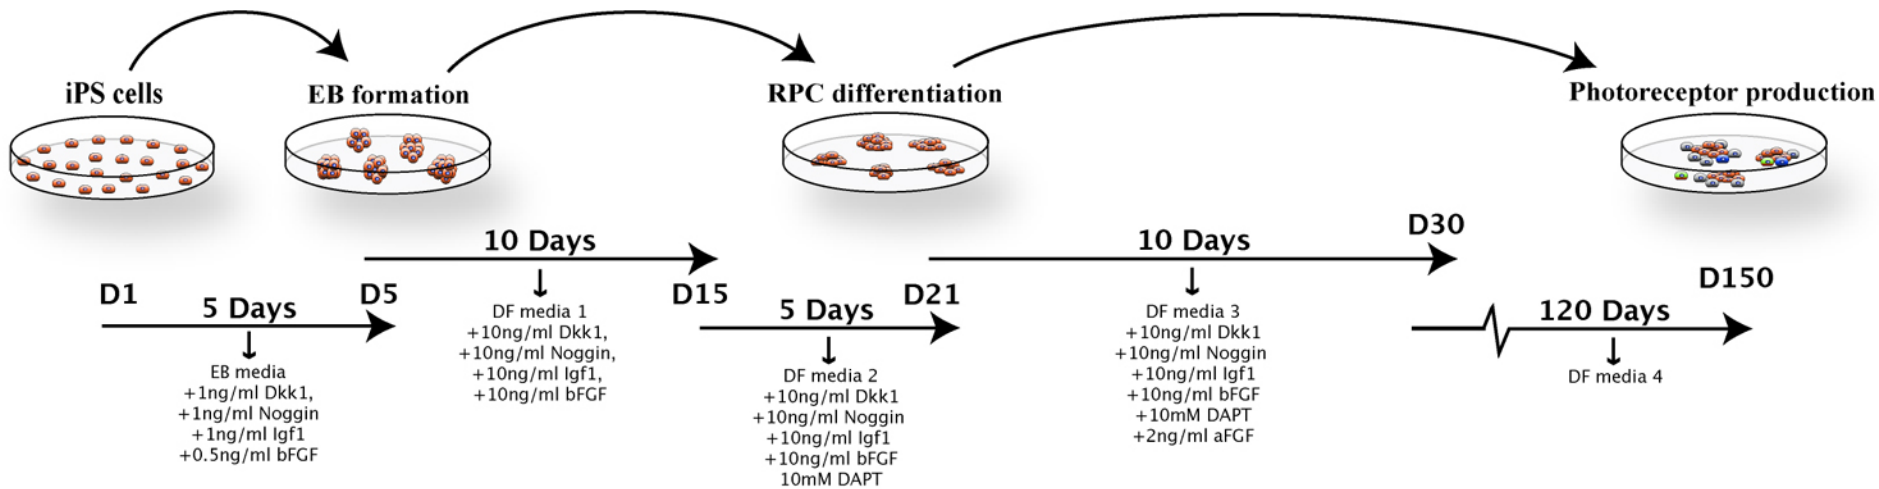 iPS cells
EB formation
RPC differentiation
Photoreceptor production
D1
5 Days
D5
EB media
+1ng/ml Dkk1,
+1ng/ml Noggin
+1ng/ml Igf1
+0.5ng/ml bFGF
10 Days
DF media 1
+10ng/ml Dkk1,
+10ng/ml Noggin,
+10ng/ml Igf1,
+10ng/ml bFGF
D15
5 Days
D21
DF media 2
+10ng/ml Dkk1
+10ng/ml Noggin
+10ng/ml Igf1
+10ng/ml bFGF
10mM DAPT
10 Days
D30
DF media 3
+10ng/ml Dkk1
+10ng/ml Noggin
+10ng/ml Igf1
+10ng/ml bFGF
+10mM DAPT
+2ng/ml aFGF
120 Days
D150
DF media 4